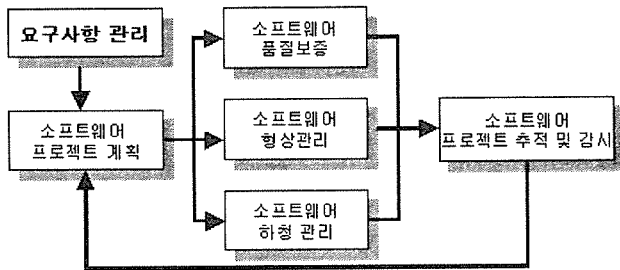 요구사항 관리
소프트웨어
프로젝트 계획
소프트웨어
품질보증
소프트웨어
형상관리
소프트웨어
하청 관리
소프트웨어
프로젝트 추적 및 감시